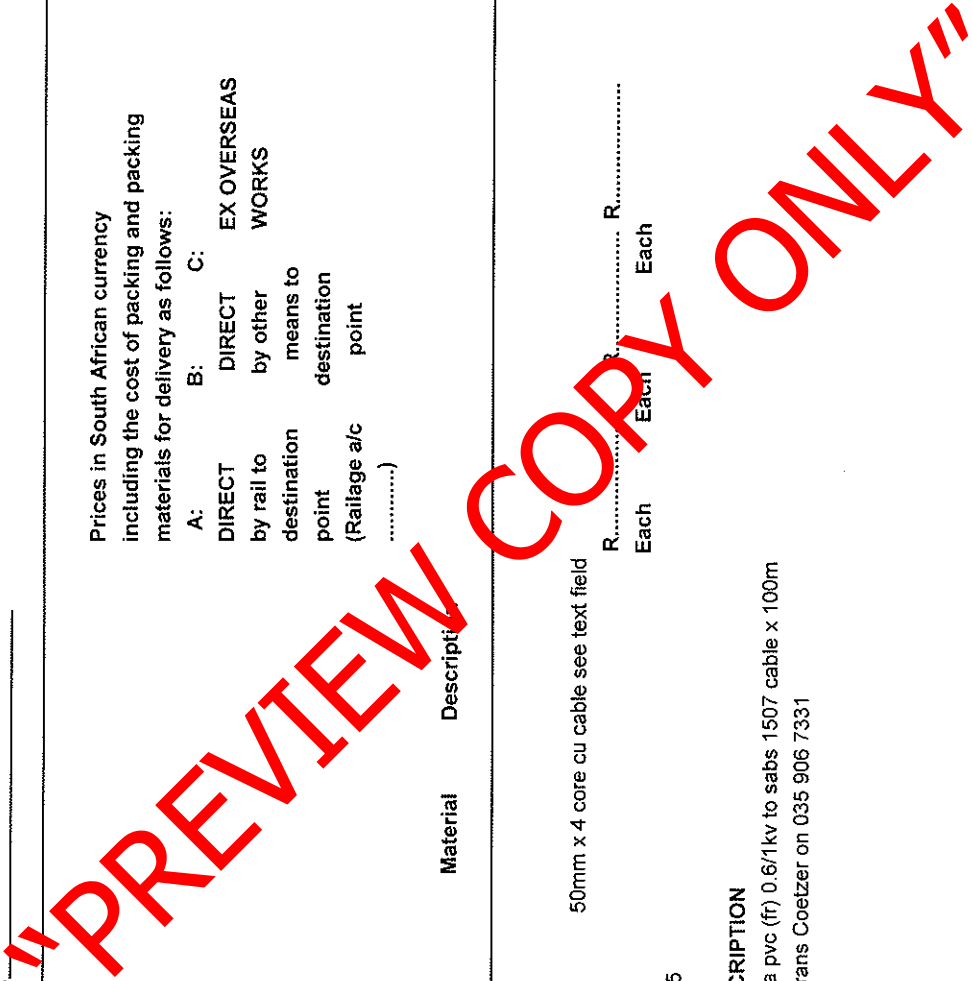 Prices in South African currency
including the cost of packing and packing
materials for delivery as follows:
A: B: C:
DIRECT DIRECT EX OVERSEAS
by rail to by other WORKS
destination means to
point destination
(Railage a/c point
............)
Material Description
50mm x 4 core cu cable see text field
R........................ R........................ R........................
Each Each Each
5
CRIPTION
a pvc (fr) 0.6/1kv to sabs 1507 cable x 100m
rans Coetzer on 035 906 7331
"PREVIEW COPY ONLY"